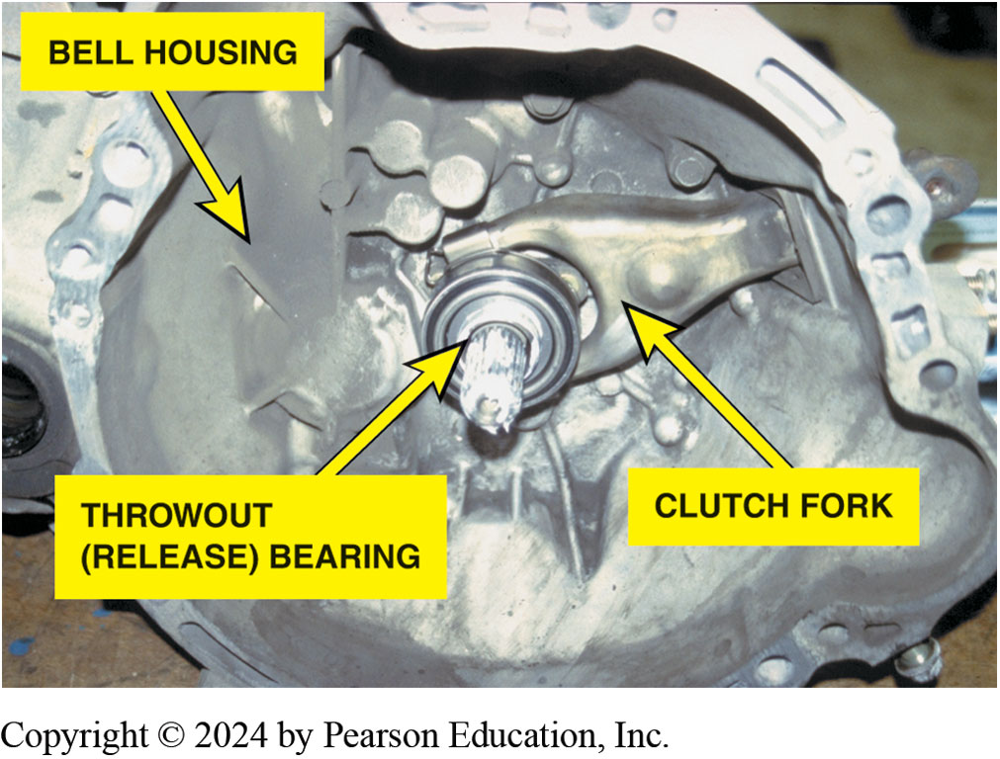 BELL HOUSING
THROWOUT
(RELEASE) BEARING
CLUTCH FORK
Copyright © 2024 by Pearson Education, Inc.